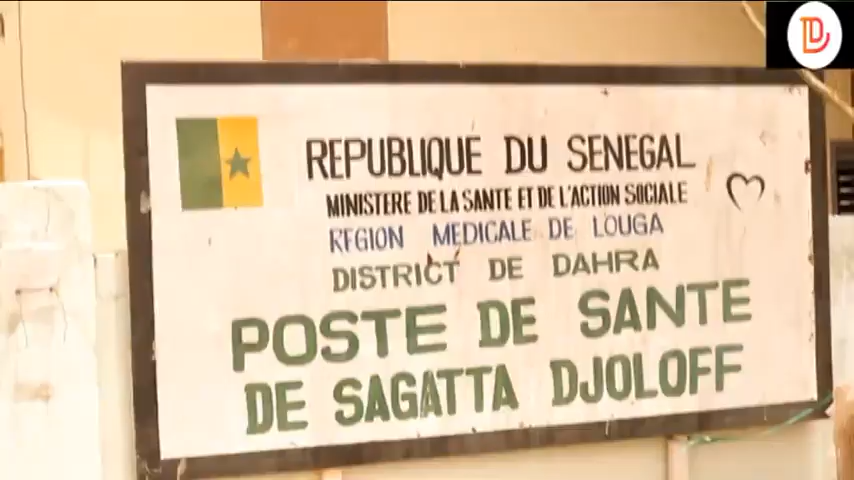 REPUBLIQUE DU SENEGAL
MINISTERE DE LA SANTE ET DE L'ACTION SOCIALE
REGION MEDICALE DE LOUGA
DISTRICT DE DAHRA
POSTE DE SANTE
DE SAGATTA DJOLOFF